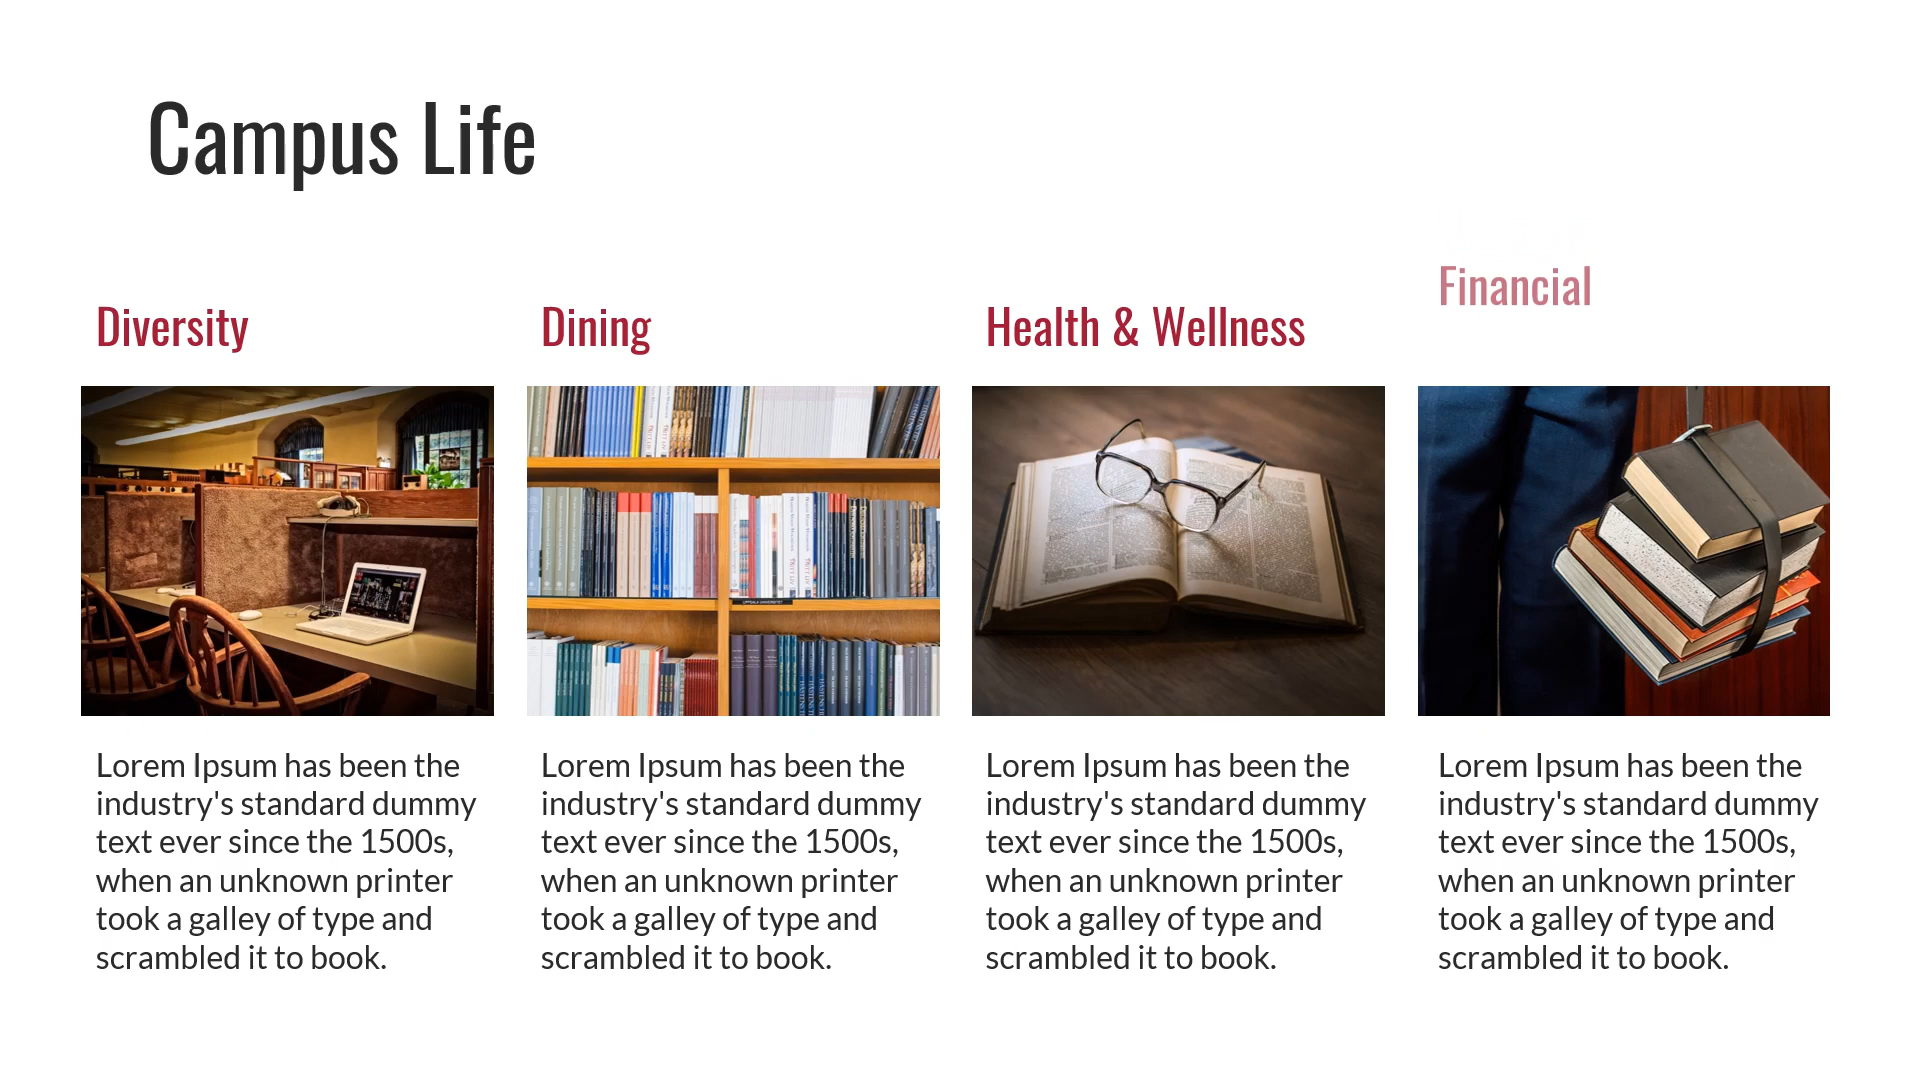 Campus Life
Diversity
Lorem Ipsum has been the
industry's standard dummy
text ever since the 1500s,
when an unknown printer
took a galley of type and
scrambled it to book.
Dining
Lorem Ipsum has been the
industry's standard dummy
text ever since the 1500s,
when an unknown printer
took a galley of type and
scrambled it to book.
Health & Wellness
Lorem Ipsum has been the
industry's standard dummy
text ever since the 1500s,
when an unknown printer
took a galley of type and
scrambled it to book.
Financial
Lorem Ipsum has been the
industry's standard dummy
text ever since the 1500s,
when an unknown printer
took a galley of type and
scrambled it to book.